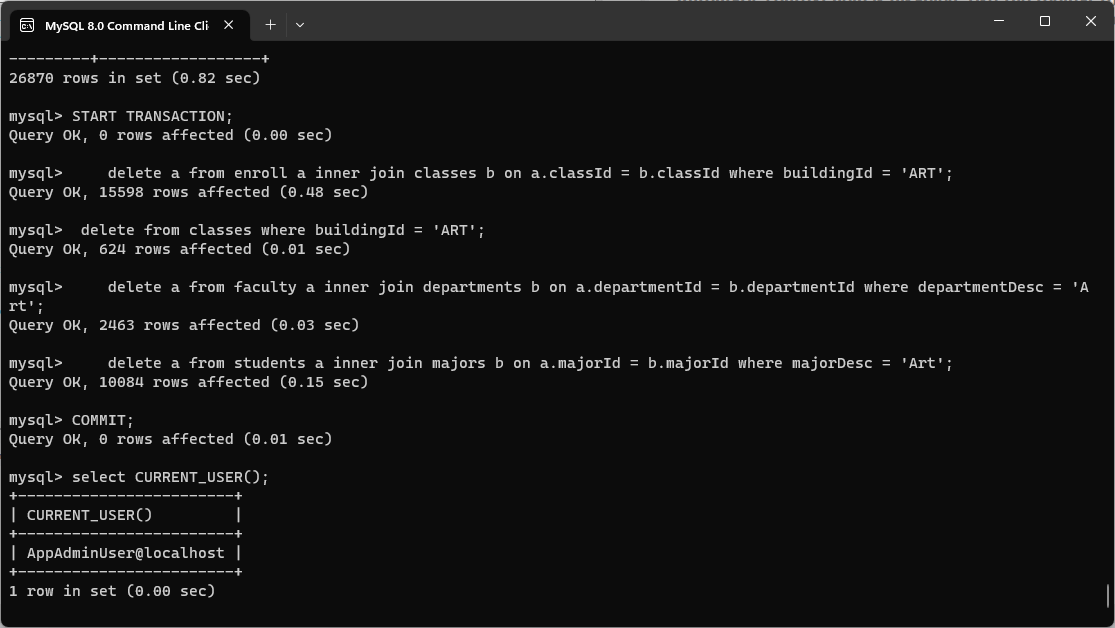 MySQL 8.0 Command Line Cli
---------+------------------+
26870 rows in set (0.82 sec)
mysql> START TRANSACTION;
Query OK, 0 rows affected (0.00 sec)
mysql>     delete a from enroll a inner join classes b on a.classId = b.classId where buildingId = 'ART';
Query OK, 15598 rows affected (0.48 sec)
mysql>  delete from classes where buildingId = 'ART';
Query OK, 624 rows affected (0.01 sec)
mysql>     delete a from faculty a inner join departments b on a.departmentId = b.departmentId where departmentDesc = 'A
rt';
Query OK, 2463 rows affected (0.03 sec)
mysql>     delete a from students a inner join majors b on a.majorId = b.majorId where majorDesc = 'Art';
Query OK, 10084 rows affected (0.15 sec)
mysql> COMMIT;
Query OK, 0 rows affected (0.01 sec)
mysql> select CURRENT_USER();
+------------------------+
| CURRENT_USER()         |
+------------------------+
| AppAdminUser@localhost |
+------------------------+
1 row in set (0.00 sec)